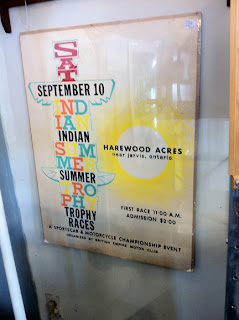 SAT
SEPTEMBER 10
INDIAN
INDIAN
SUMMER
SUMMER
TROPHY
TROPHY
RACES
A SPORTSCAR & MOTORCYCLE CHAMPIONSHIP EVENT
ORGANIZED BY BRITISH EMPIRE MOTOR CLUB
HAREWOOD ACRES
near jarvis, ontario
FIRST RACE 11:00 A.M.
ADMISSION $2.00